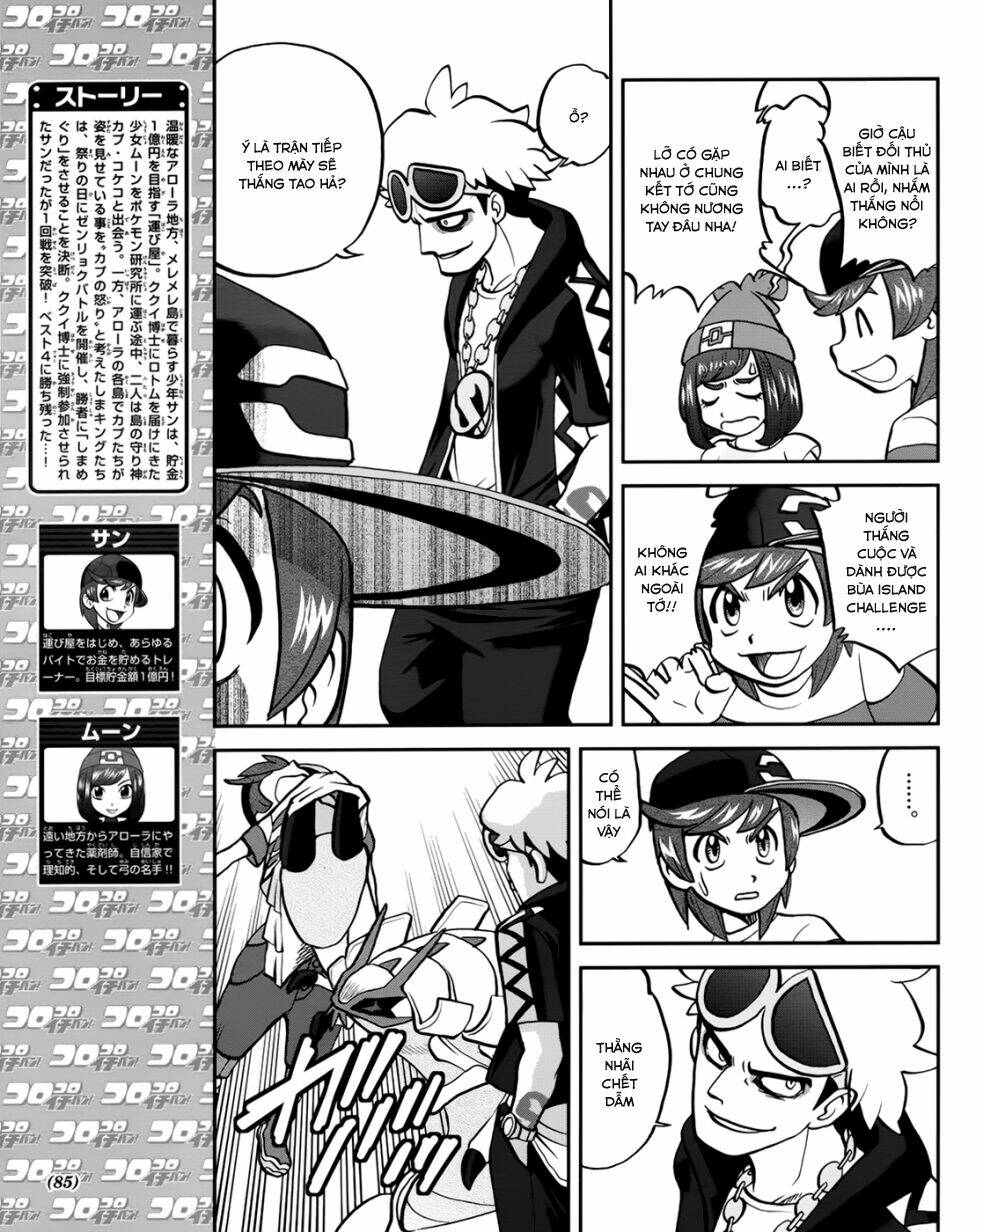 GIỜ CẬU
BIẾT ĐỐI THỦ
CỦA MÌNH LÀ
AI RỒI, NHẮM
THẮNG NỔI
KHÔNG?
AI BIẾT
...?
LỠ CÓ GẶP
NHAU Ở CHUNG
KẾT TỚ CŨNG
KHÔNG NƯƠNG
TAY ĐÂU NHA!
NGƯỜI
THẮNG
CUỘC VÀ
DÀNH ĐƯỢC
BÙA ISLAND
CHALLENGE
....
KHÔNG
AI KHÁC
NGOÀI
TỚ!!
Ồ?
Ý LÀ TRẬN TIẾP
THEO MÀY SẼ
THẮNG TAO HẢ?
........。
CÓ
THỂ
NÓI LÀ
VẬY
THẰNG
NHÃI
CHẾT
DẪM
メリメリ
ストーリー
温暖なアローラ地方、メレメレ島で暮らす少年サンは、貯金
1億円を目指す「運び屋」。ククイ博士にロトムを届けにきた
少女ムーンをポケモン研究所に運ぶ途中、二人は島の守り神
カプ・コケコと出会う。一方、アローラの各島でカプたちが
姿を見せている事を“カプの怒り”と考えたしまキングたち
は、祭りの日にゼンリョクバトルを開催し、勝者に「しまめ
ぐり」をさせることを決断。ククイ博士に強制参加させられ
たサンだったが1回戦を突破！ ベスト4に勝ち残った…！
サン
運び屋をはじめ、あらゆる
バイトでお金を貯めるトレ
ーナー。目標貯金額1億円！
ムーン
遠い地方からアローラにや
ってきた薬剤師。自信家で
理知的、そして弓の名手!!
コロコロ
イチバン!
(85)